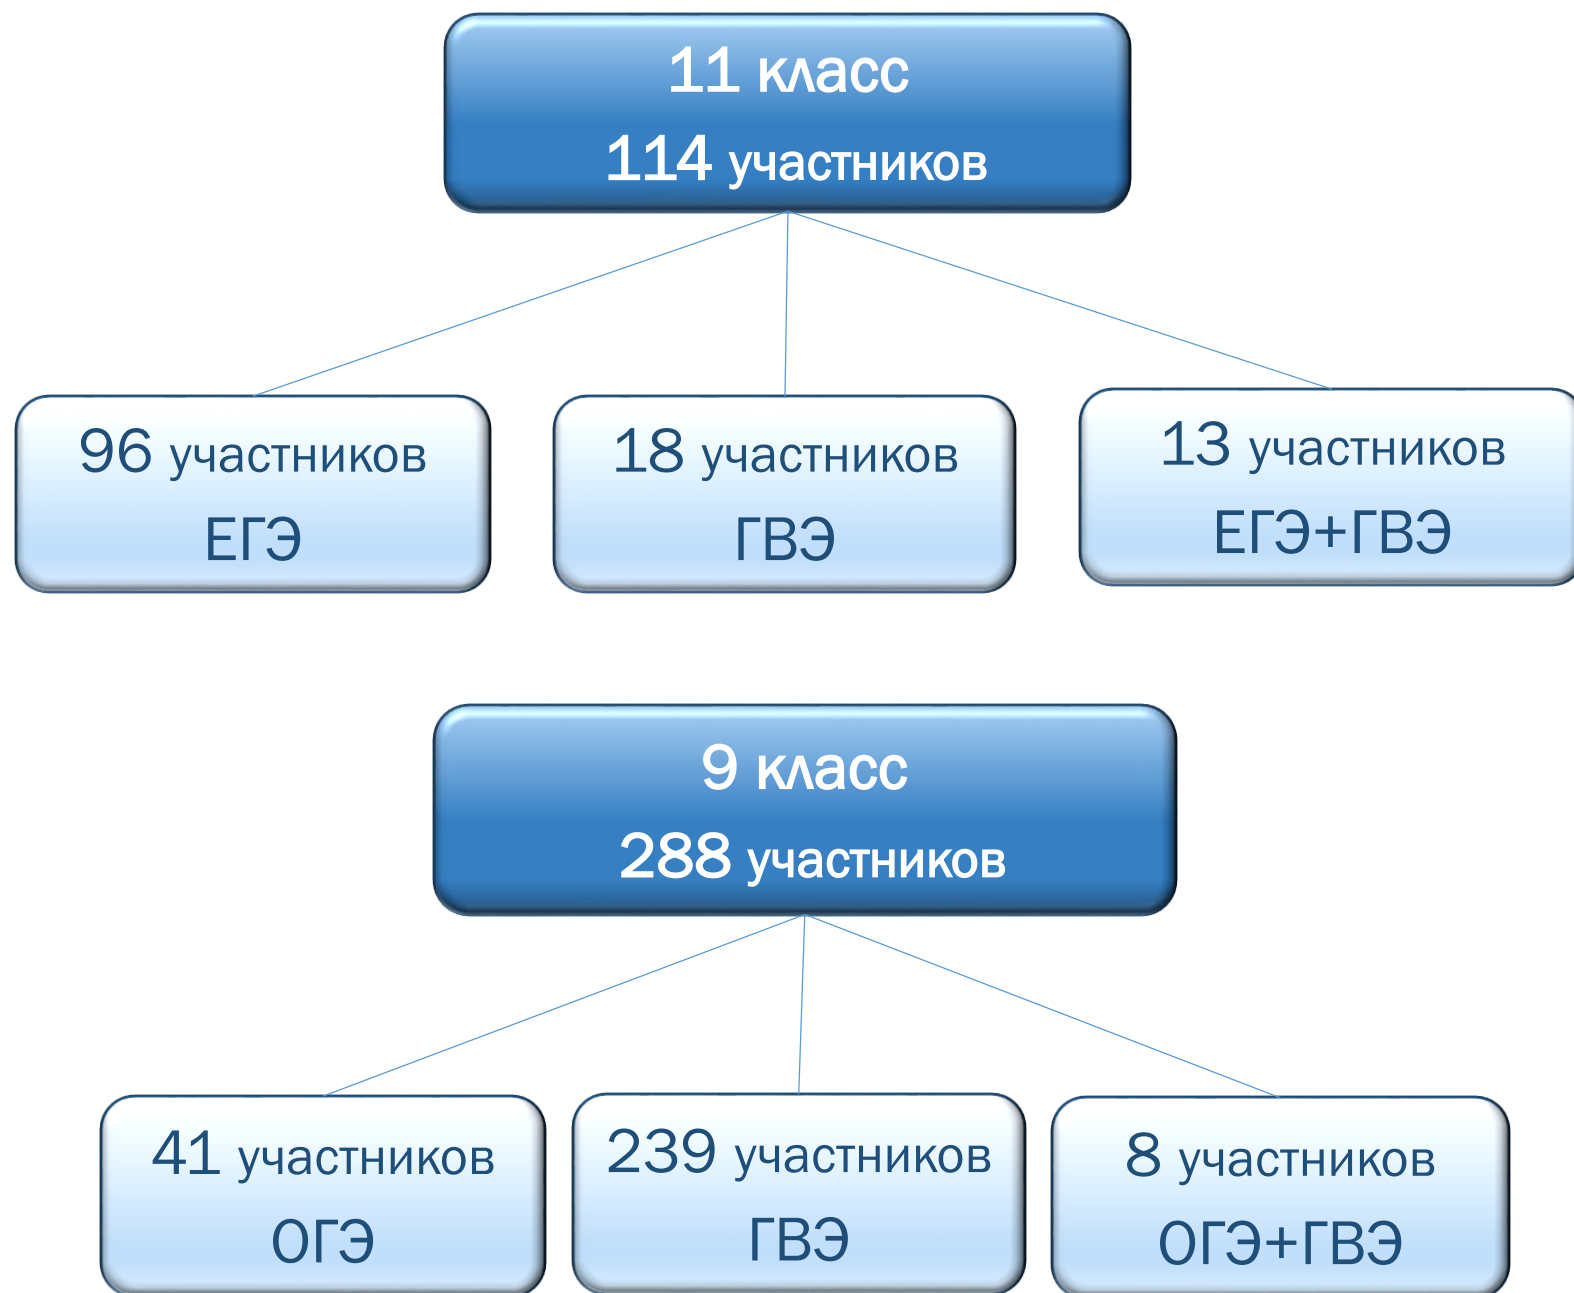 11 класс
114 участников
96 участников
ЕГЭ
18 участников
ГВЭ
13 участников
ЕГЭ+ГВЭ
9 класс
288 участников
41 участников
ОГЭ
239 участников
ГВЭ
8 участников
ОГЭ+ГВЭ